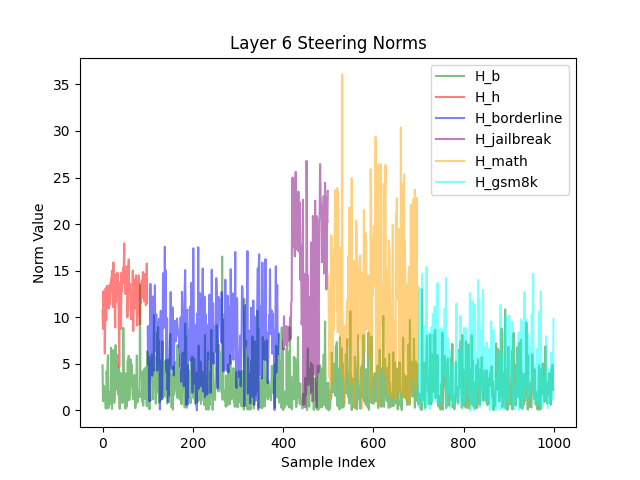 Layer 6 Steering Norms
Norm Value
35
30
25
20
15
10
5
0
H_b
H_h
H_borderline
H_jailbreak
H_math
H_gsm8k
0
200
400
600
800
1000
Sample Index